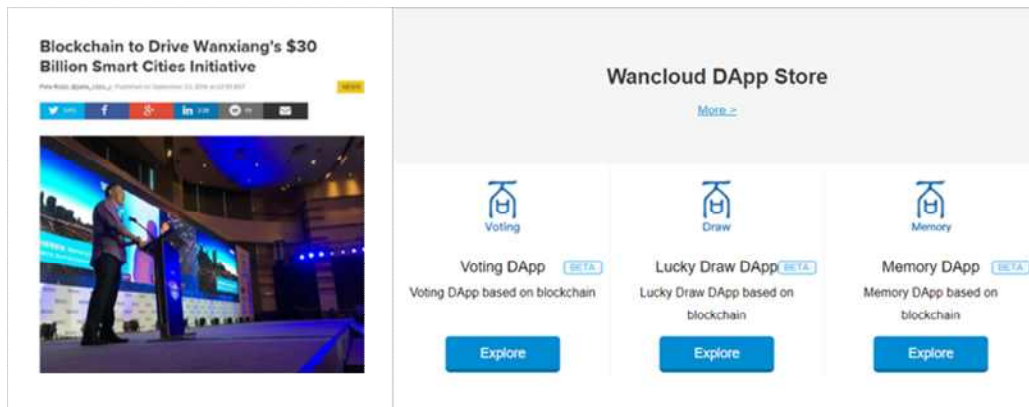 Blockchain to Drive Wanxiang's $30
Billion Smart Cities Initiative
NEWS
Wancloud DApp Store
More >
Voting
Draw
Memory
Voting DApp BETA
Lucky Draw DApp BETA
Memory DApp BETA
Voting DApp based on blockchain
Lucky Draw DApp based on
blockchain
Memory DApp based on
blockchain
Explore
Explore
Explore